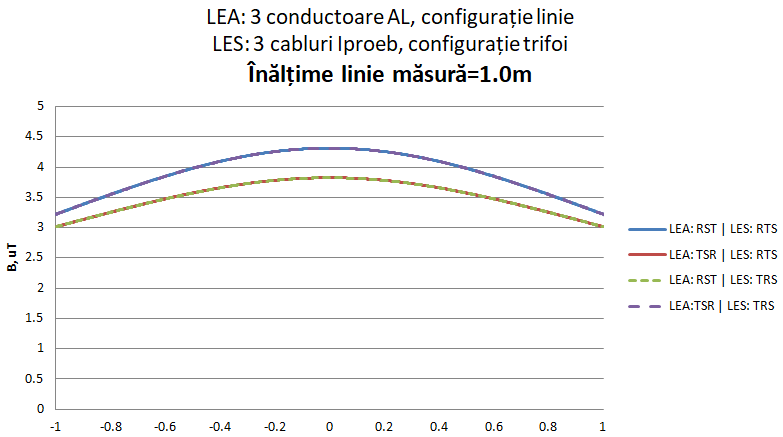 LEA: 3 conductoare AL, configurație linie
LES: 3 cabluri Iproeb, configurație trifoi
Înălțime linie măsură=1.0m
5
4.5
4
3.5
3
2.5
2
1.5
1
0.5
0
B, uT
-1 -0.8 -0.6 -0.4 -0.2 0 0.2 0.4 0.6 0.8 1
LEA: RST | LES: RTS
LEA: TSR | LES: RTS
LEA: RST | LES: TRS
LEA:TSR | LES: TRS